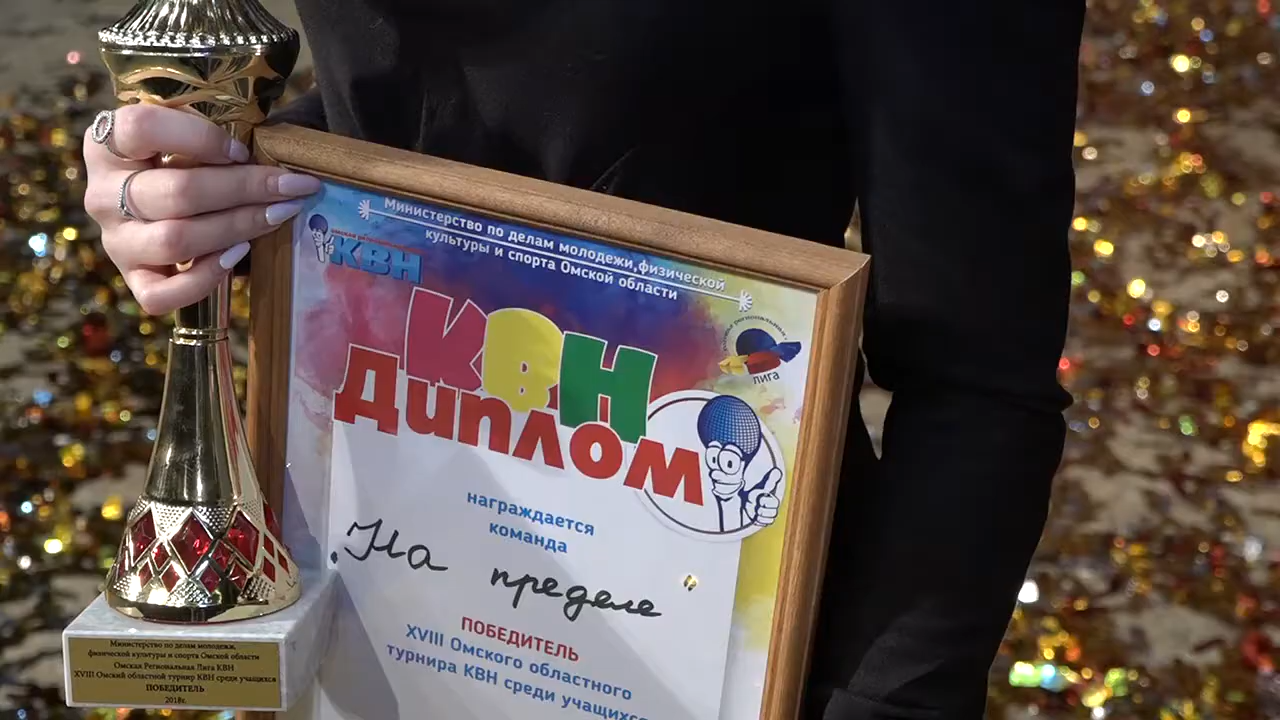 Министерство по делам молодежи,физической
культуры и спорта Омской области
КВН
КВН
Диплом
лига
награждается
команда
„На пределе"
ПОБЕДИТЕЛЬ
XVIII Омского областного
турнира КВН среди учащихся
Министерство по делам молодежи,
физической культуры и спорта Омской области
Омская Региональная Лига КВН
XVIII Омский областной турнир КВН среди учащихся
ПОБЕДИТЕЛЬ
2018г.